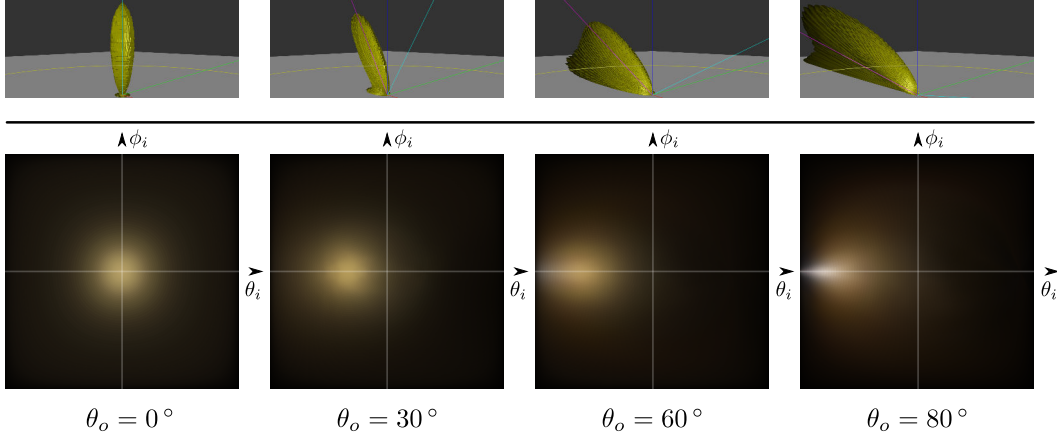 ϕᵢ ϕᵢ ϕᵢ ϕᵢ
θᵢ θᵢ θᵢ θᵢ
θₒ = 0° θₒ = 30° θₒ = 60° θₒ = 80°